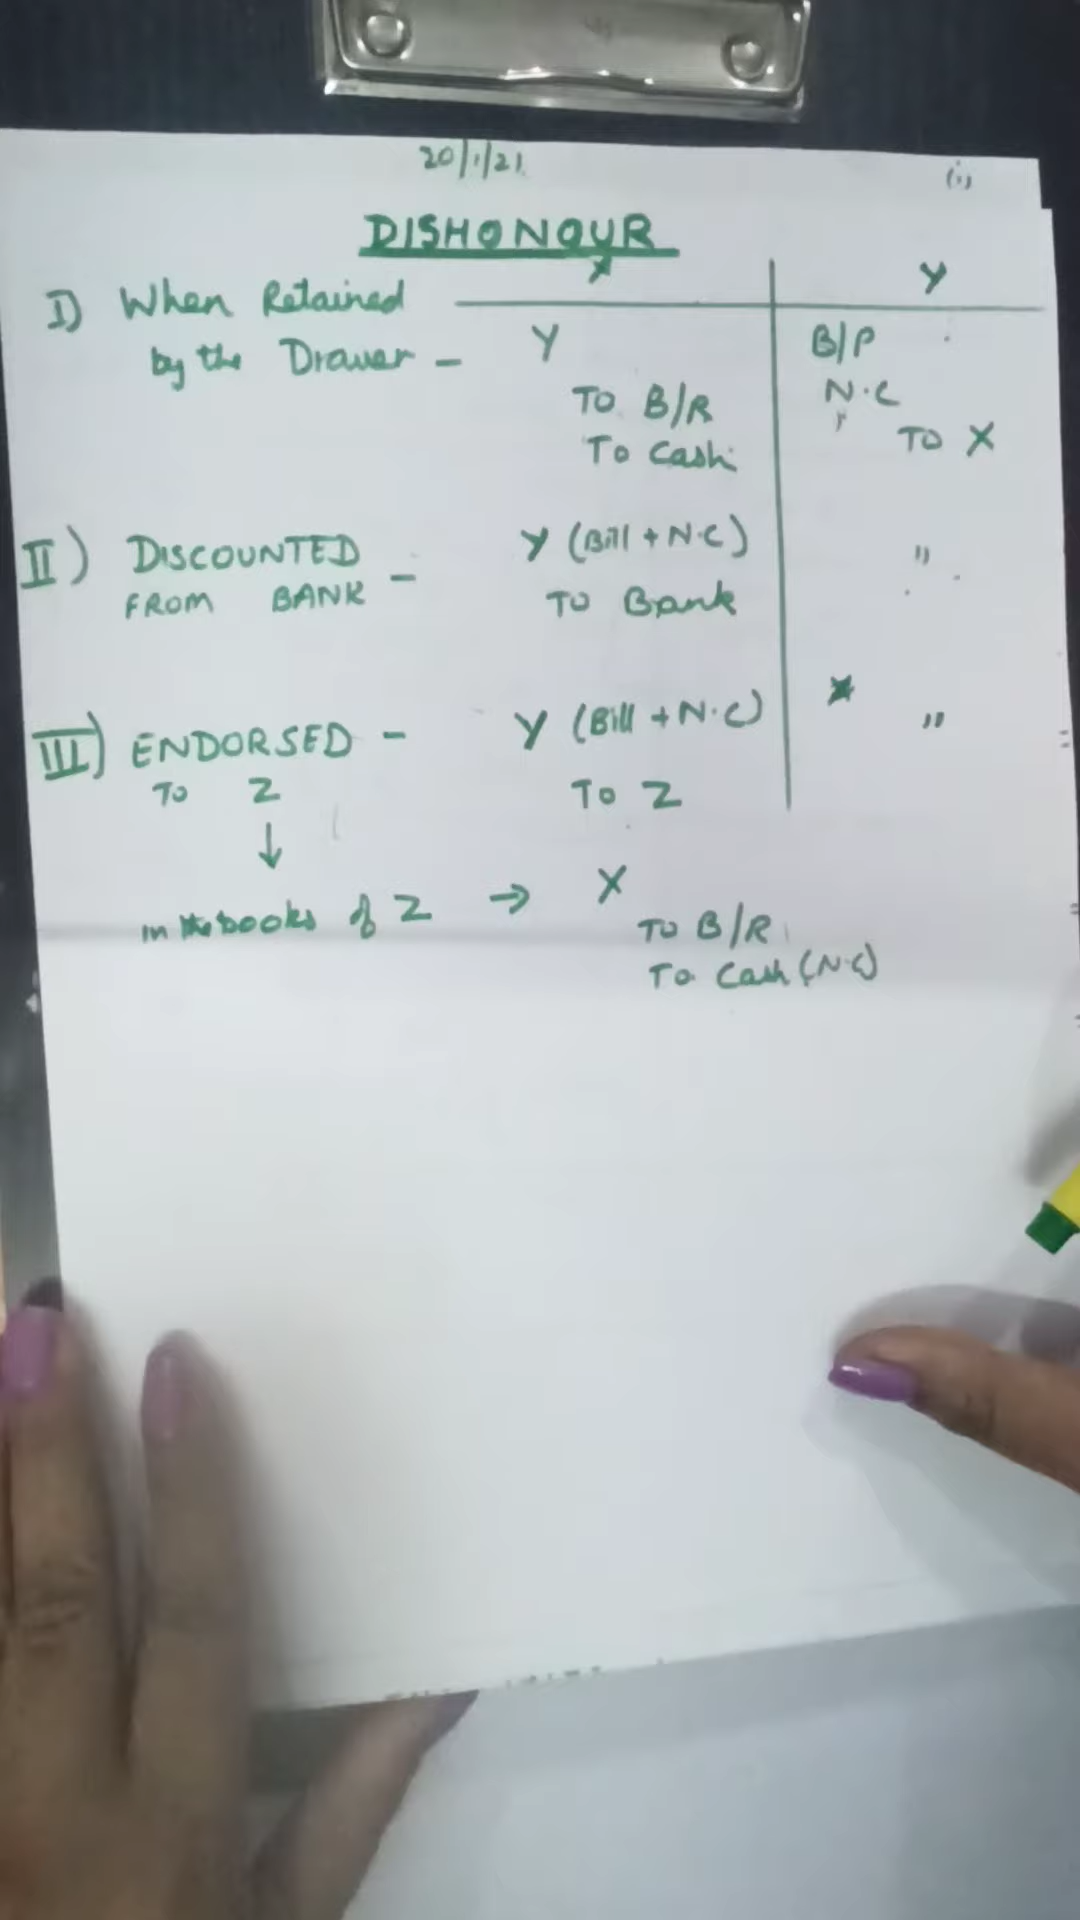 20/1/21
(i)
DISHONOUR
X
Y
I) When Retained
by the Drawer –
Y
To B/R
To Cash
B/P
N.C
To X
II) DISCOUNTED
FROM BANK –
Y (Bill + N.C)
To Bank
"
III) ENDORSED –
To Z
Y (Bill + N.C)
To Z
"
↓
in the books of Z → X
To B/R
To Cash (N.C)